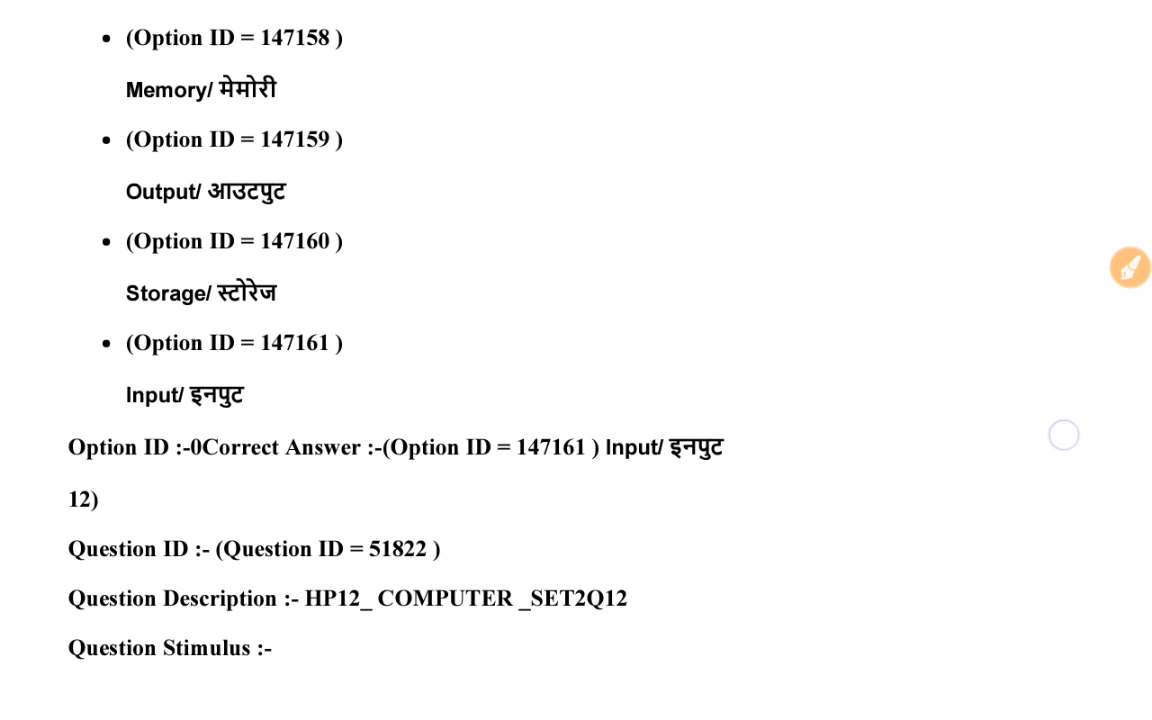 • (Option ID = 147158 )
Memory/ मेमोरी
• (Option ID = 147159 )
Output/ आउटपुट
• (Option ID = 147160 )
Storage/ स्टोरेज
• (Option ID = 147161 )
Input/ इनपुट
Option ID :-0Correct Answer :-(Option ID = 147161 ) Input/ इनपुट
12)
Question ID :- (Question ID = 51822 )
Question Description :- HP12_ COMPUTER _SET2Q12
Question Stimulus :-